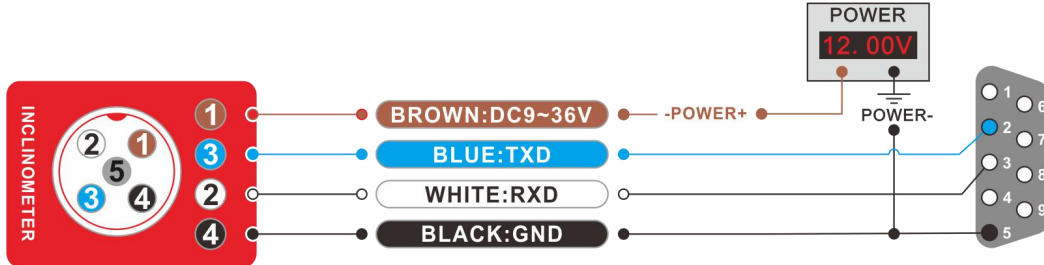 POWER
12.00V
INCLINOMETER
2
1
5
3
4
1
3
2
4
BROWN:DC9~36V
BLUE:TXD
WHITE:RXD
BLACK:GND
-POWER+
POWER-
1
6
2
7
3
8
4
9
5